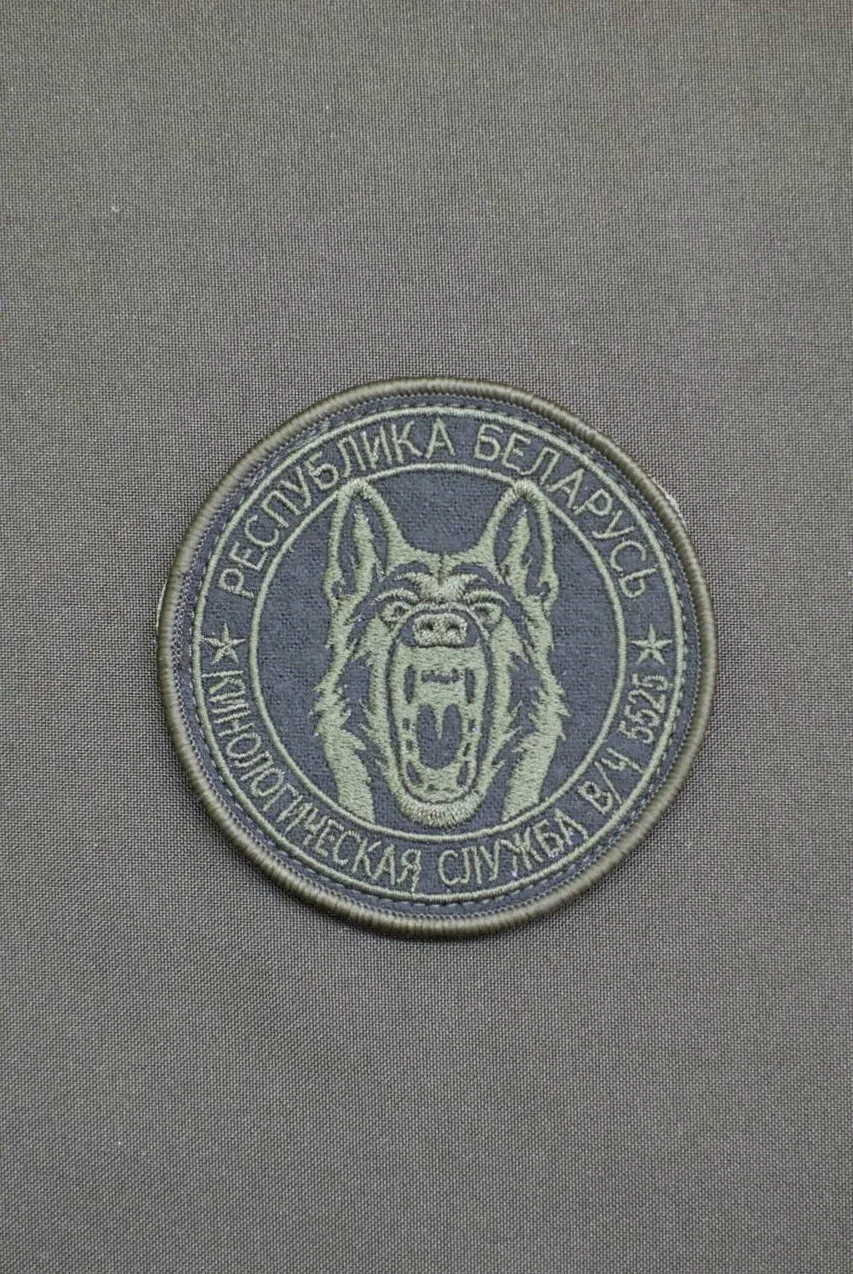 РЕСПУБЛИКА БЕЛАРУСЬ
КИНОЛОГИЧЕСКАЯ СЛУЖБА В/Ч 5525